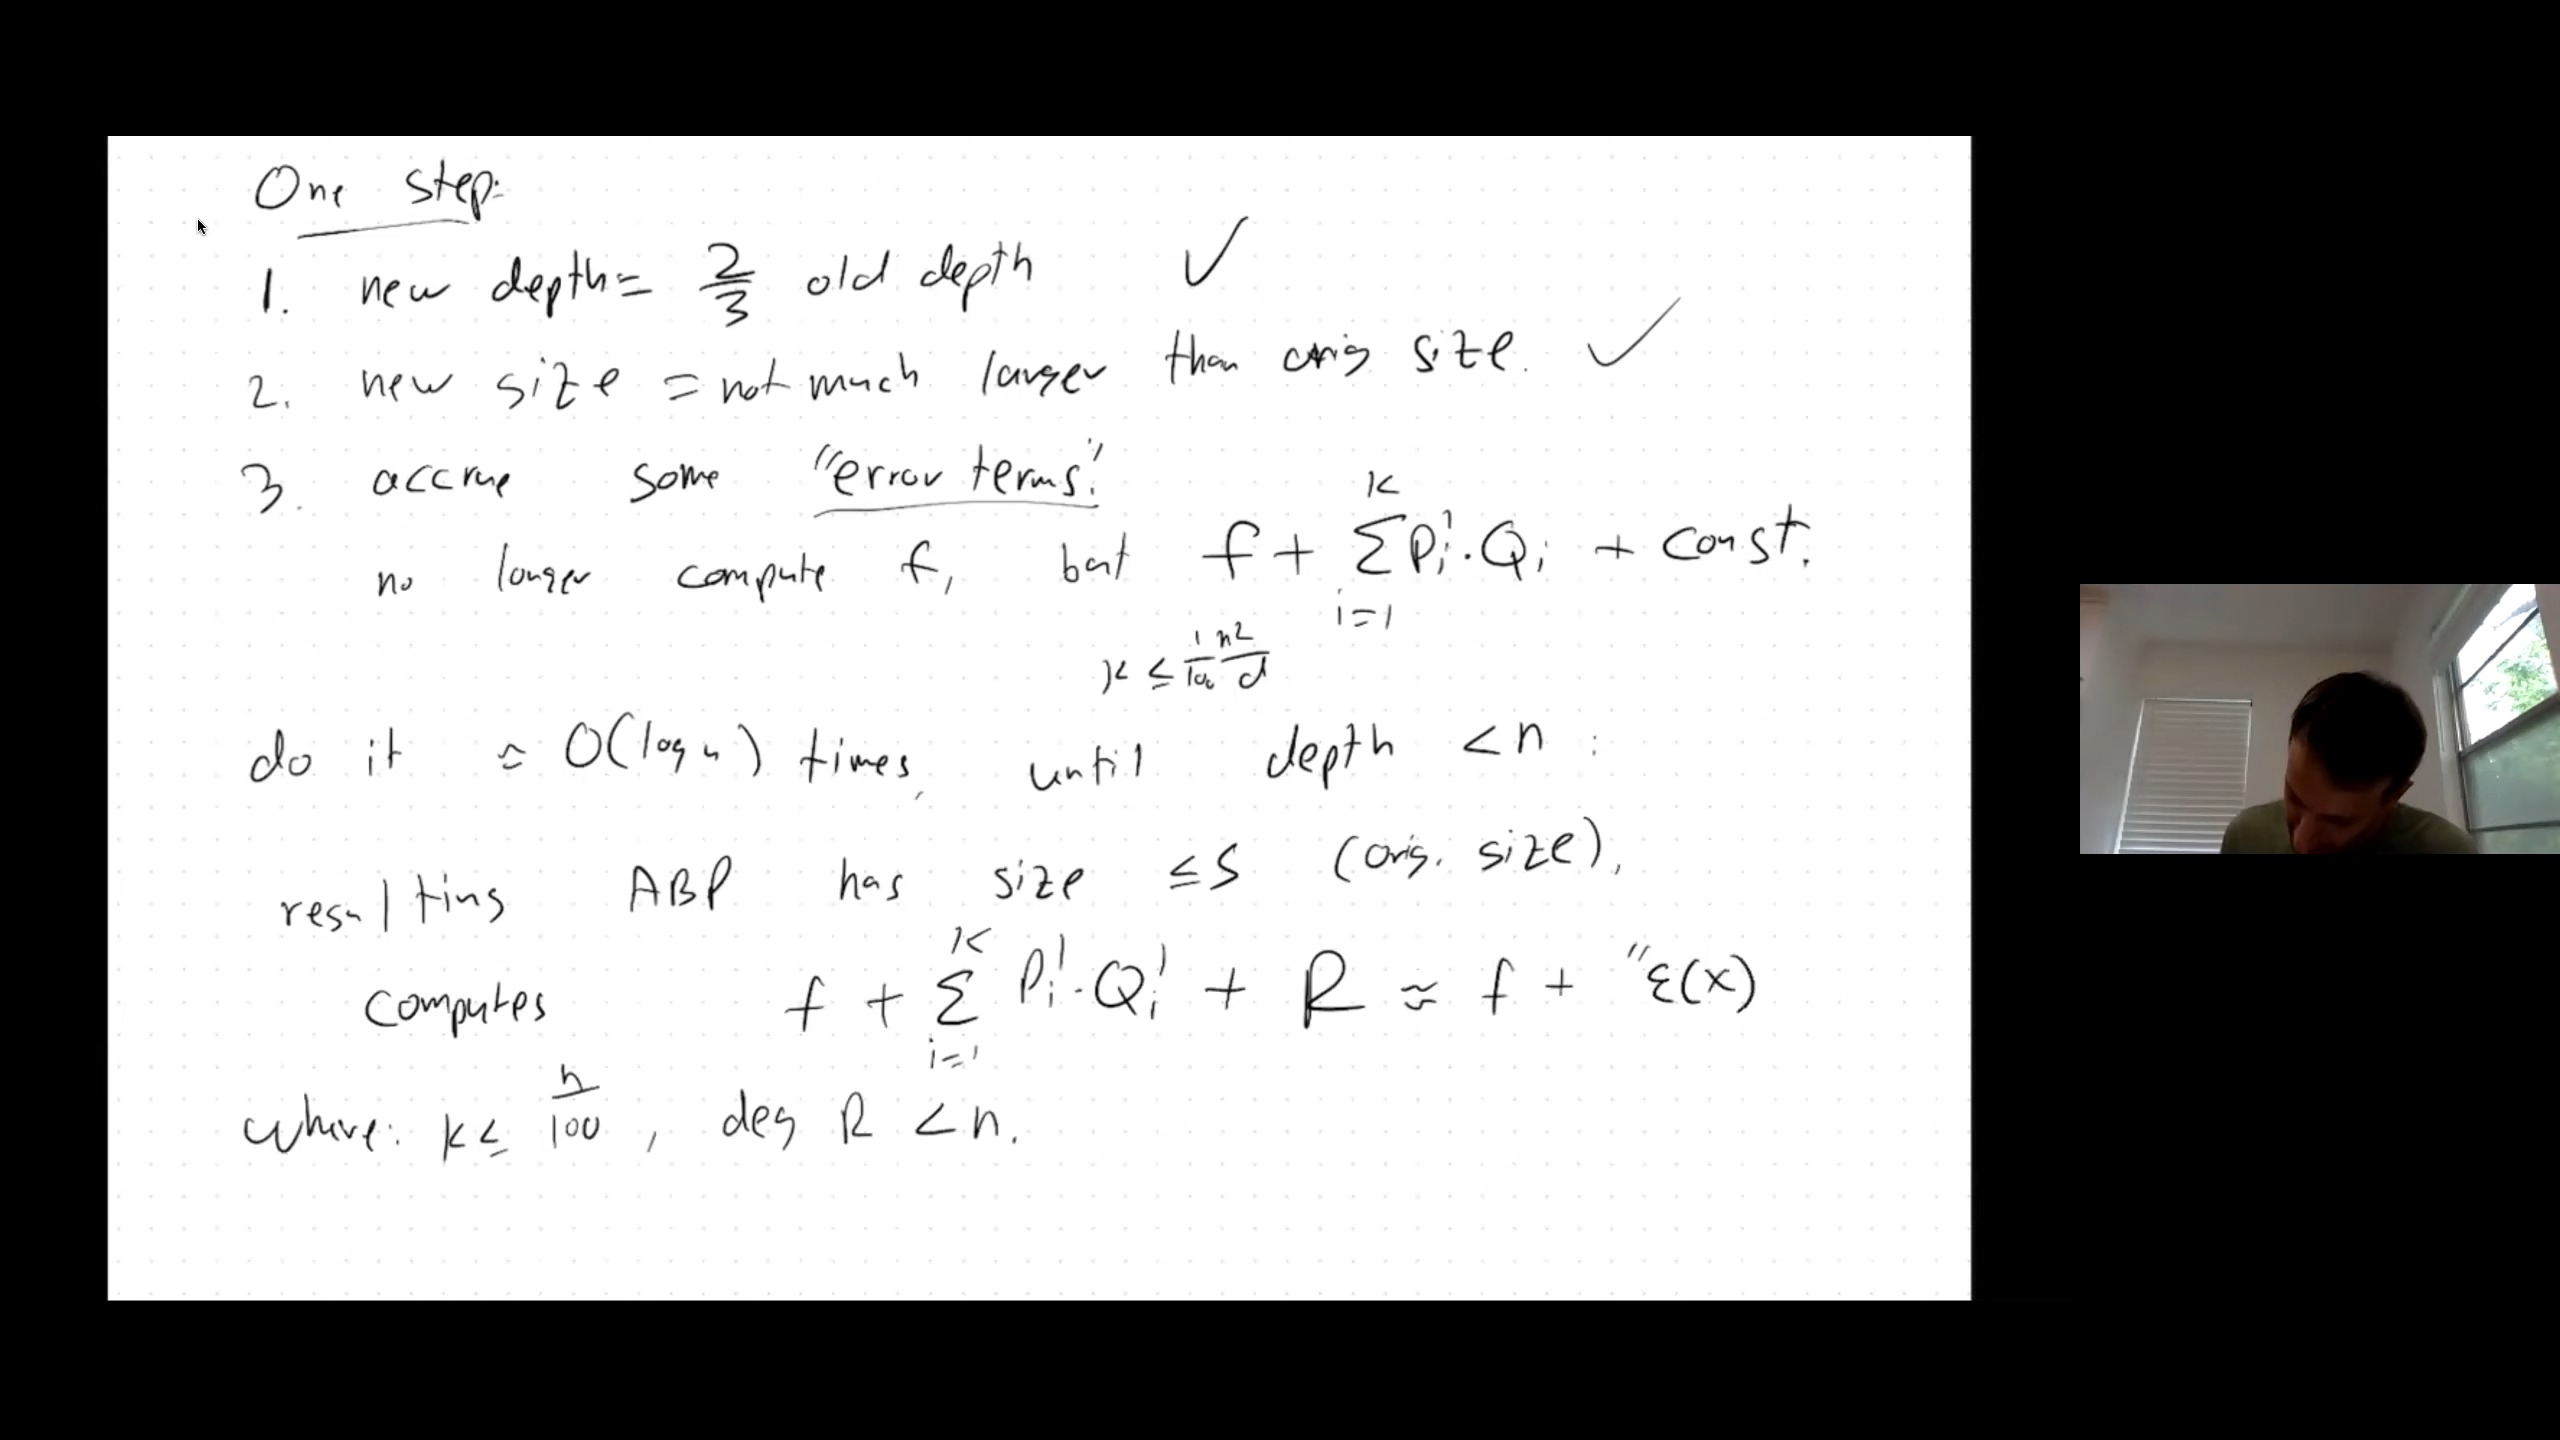 One step:
1. new depth = 2/3 old depth ✓
2. new size = not much larger than orig size. ✓
3. accrue some "error terms":
no longer compute f, but f + ∑_{i=1}^{K} P_i'·Q_i + const.
K ≤ 1/100 n²/d
do it ≈ O(log n) times, until depth < n :
resulting ABP has size ≤ S (orig. size),
computes f + ∑_{i=1}^{K} P_i'·Q_i' + R ≈ f + "ε(x)
where: K ≤ n/100, deg R < n.